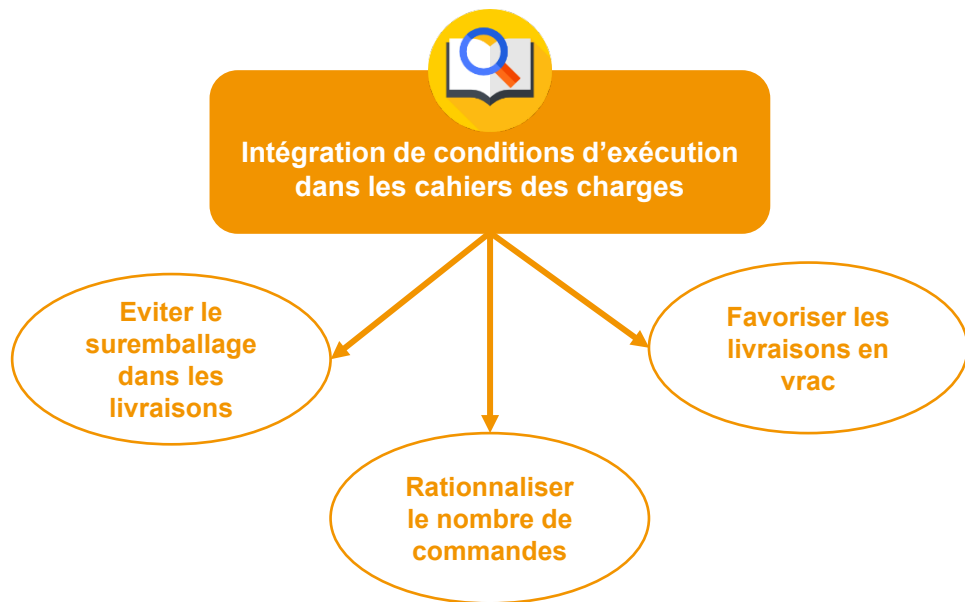 Intégration de conditions d’exécution
dans les cahiers des charges
Eviter le
suremballage
dans les
livraisons
Rationnaliser
le nombre de
commandes
Favoriser les
livraisons en
vrac